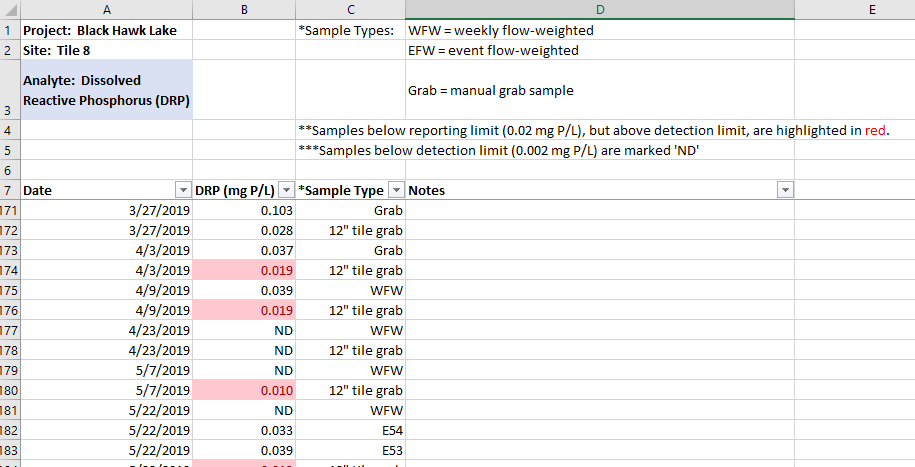 A B C D E
1 Project: Black Hawk Lake *Sample Types: WFW = weekly flow-weighted
2 Site: Tile 8 EFW = event flow-weighted
Analyte: Dissolved
3 Reactive Phosphorus (DRP) Grab = manual grab sample
4 **Samples below reporting limit (0.02 mg P/L), but above detection limit, are highlighted in red.
5 ***Samples below detection limit (0.002 mg P/L) are marked 'ND'
6
7 Date DRP (mg P/L) *Sample Type Notes
171 3/27/2019 0.103 Grab
172 3/27/2019 0.028 12" tile grab
173 4/3/2019 0.037 Grab
174 4/3/2019 0.019 12" tile grab
175 4/9/2019 0.039 WFW
176 4/9/2019 0.019 12" tile grab
177 4/23/2019 ND WFW
178 4/23/2019 ND 12" tile grab
179 5/7/2019 ND WFW
180 5/7/2019 0.010 12" tile grab
181 5/22/2019 ND WFW
182 5/22/2019 0.033 E54
183 5/22/2019 0.039 E53